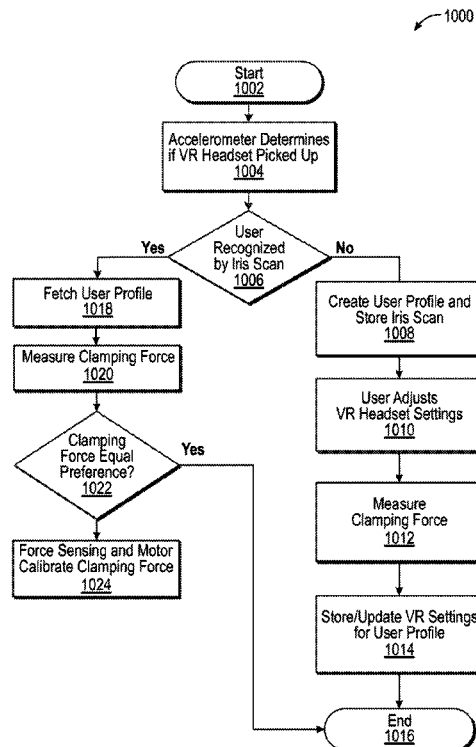 1000
Start
1002
Accelerometer Determines
if VR Headset Picked Up
1004
User
Recognized
by Iris Scan
1006
Yes
No
Fetch User Profile
1018
Measure Clamping Force
1020
Clamping
Force Equal
Preference?
1022
Yes
Force Sensing and Motor
Calibrate Clamping Force
1024
Create User Profile and
Store Iris Scan
1008
User Adjusts
VR Headset Settings
1010
Measure
Clamping Force
1012
Store/Update VR Settings
for User Profile
1014
End
1016